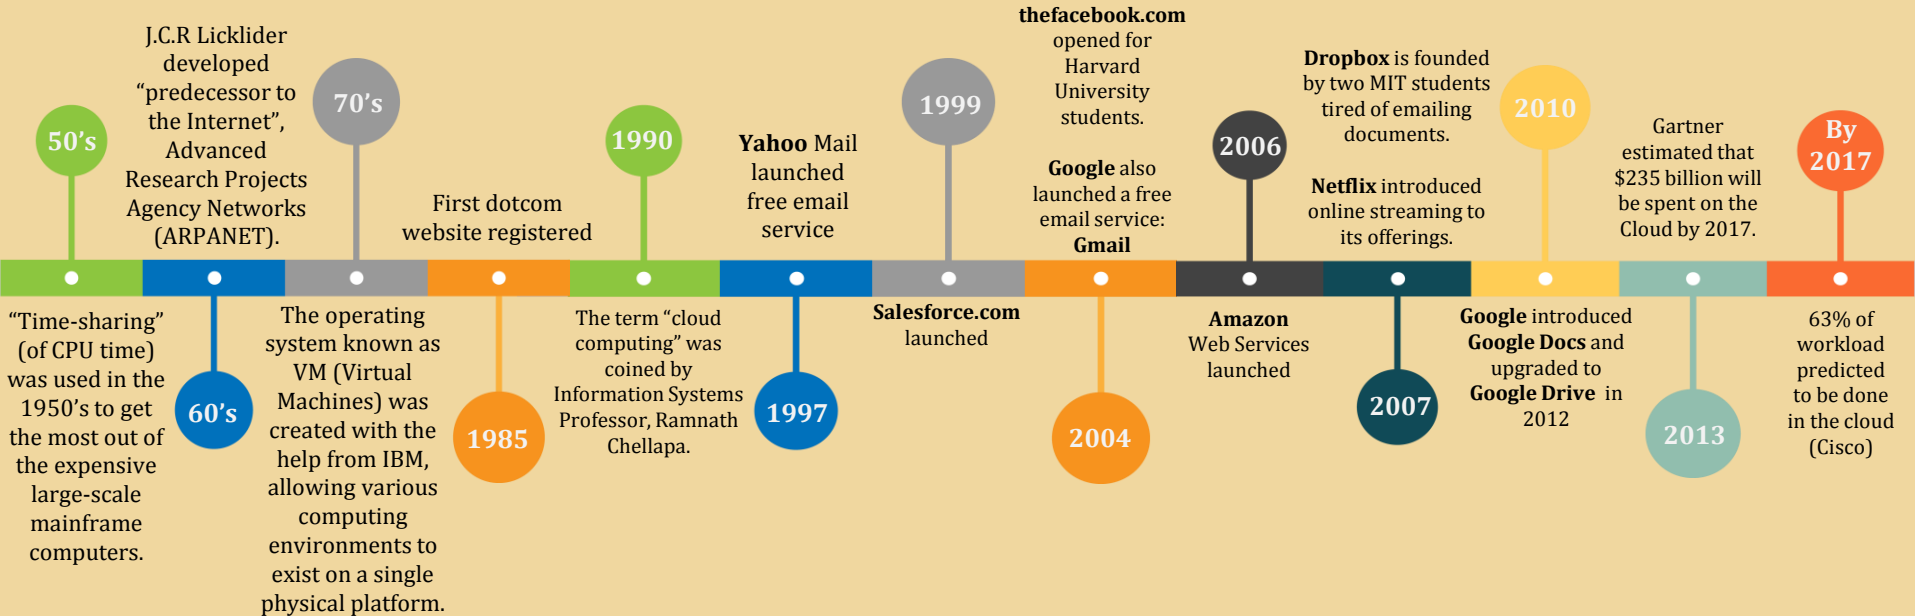 50's
“Time-sharing”
(of CPU time)
was used in the
1950’s to get
the most out of
the expensive
large-scale
mainframe
computers.
J.C.R Licklider
developed
“predecessor to
the Internet”,
Advanced
Research Projects
Agency Networks
(ARPANET).
60’s
70’s
The operating
system known as
VM (Virtual
Machines) was
created with the
help from IBM,
allowing various
computing
environments to
exist on a single
physical platform.
First dotcom
website registered
1985
1990
The term “cloud
computing” was
coined by
Information Systems
Professor, Ramnath
Chellapa.
Yahoo Mail
launched
free email
service
1997
1999
Salesforce.com
launched
thefacebook.com
opened for
Harvard
University
students.
Google also
launched a free
email service:
Gmail
2004
2006
Amazon
Web Services
launched
Dropbox is founded
by two MIT students
tired of emailing
documents.
Netflix introduced
online streaming to
its offerings.
2007
2010
Google introduced
Google Docs and
upgraded to
Google Drive in
2012
Gartner
estimated that
$235 billion will
be spent on the
Cloud by 2017.
2013
By
2017
63% of
workload
predicted
to be done
in the cloud
(Cisco)